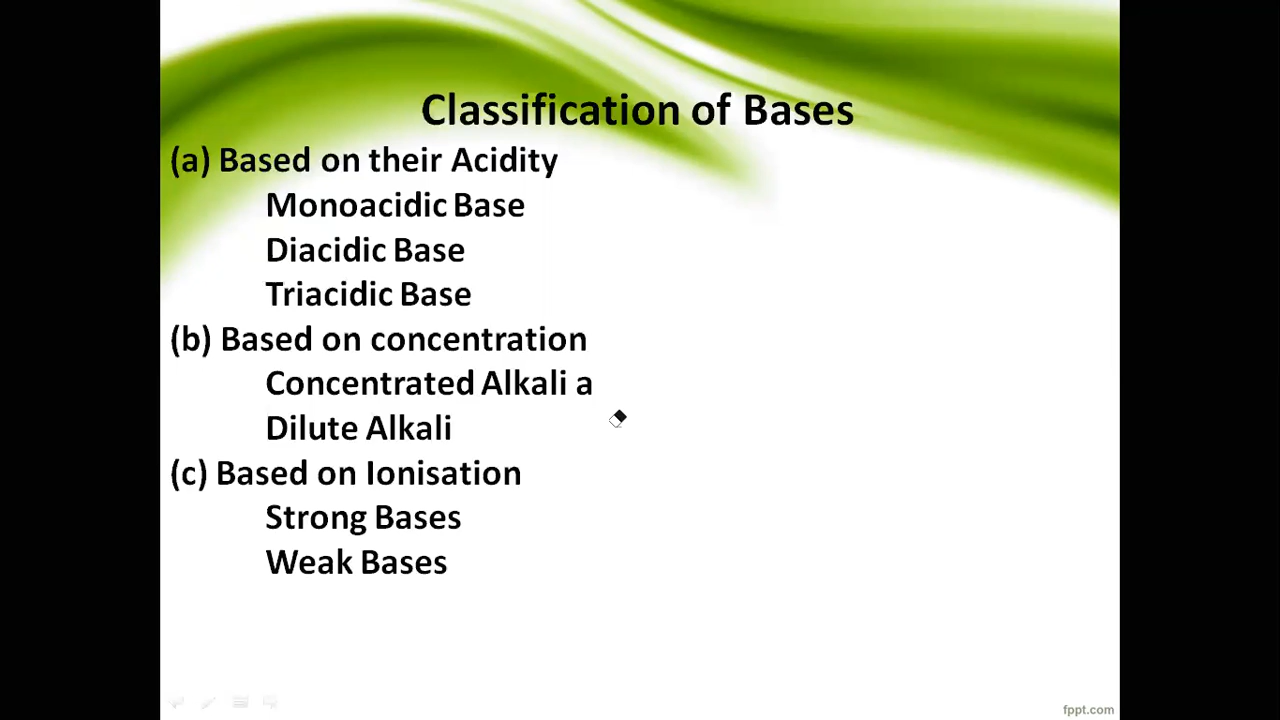 Classification of Bases
(a) Based on their Acidity
Monoacidic Base
Diacidic Base
Triacidic Base
(b) Based on concentration
Concentrated Alkali a
Dilute Alkali
(c) Based on Ionisation
Strong Bases
Weak Bases
fppt.com